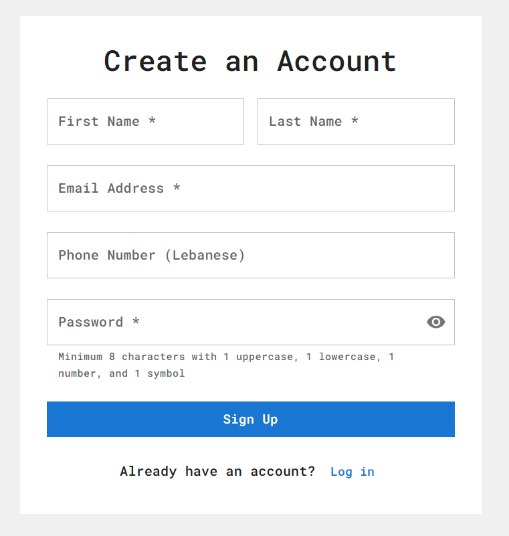 Create an Account
First Name *
Last Name *
Email Address *
Phone Number (Lebanese)
Password *
Minimum 8 characters with 1 uppercase, 1 lowercase, 1
number, and 1 symbol
Sign Up
Already have an account? Log in